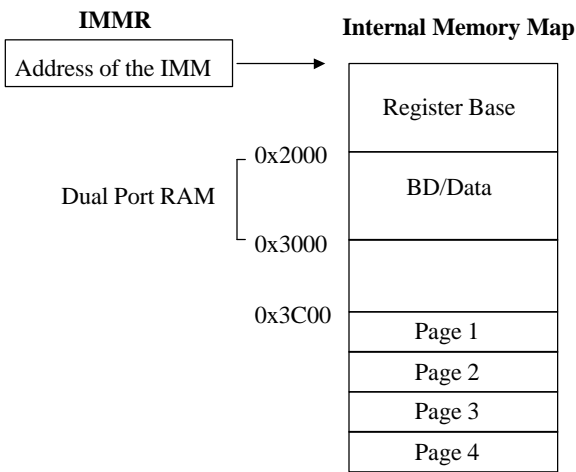 IMMR
Internal Memory Map
Address of the IMM
Register Base
0x2000
Dual Port RAM
BD/Data
0x3000
0x3C00
Page 1
Page 2
Page 3
Page 4